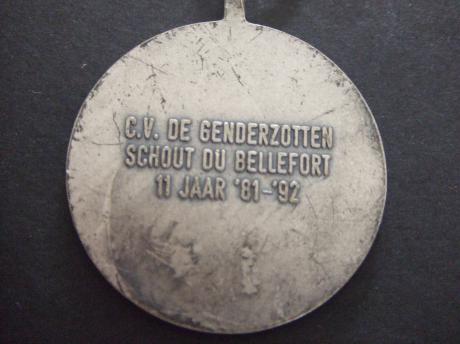 C.V. DE GENDERZOTTEN
SCHOUT DU BELLEFORT
11 JAAR '81-'92